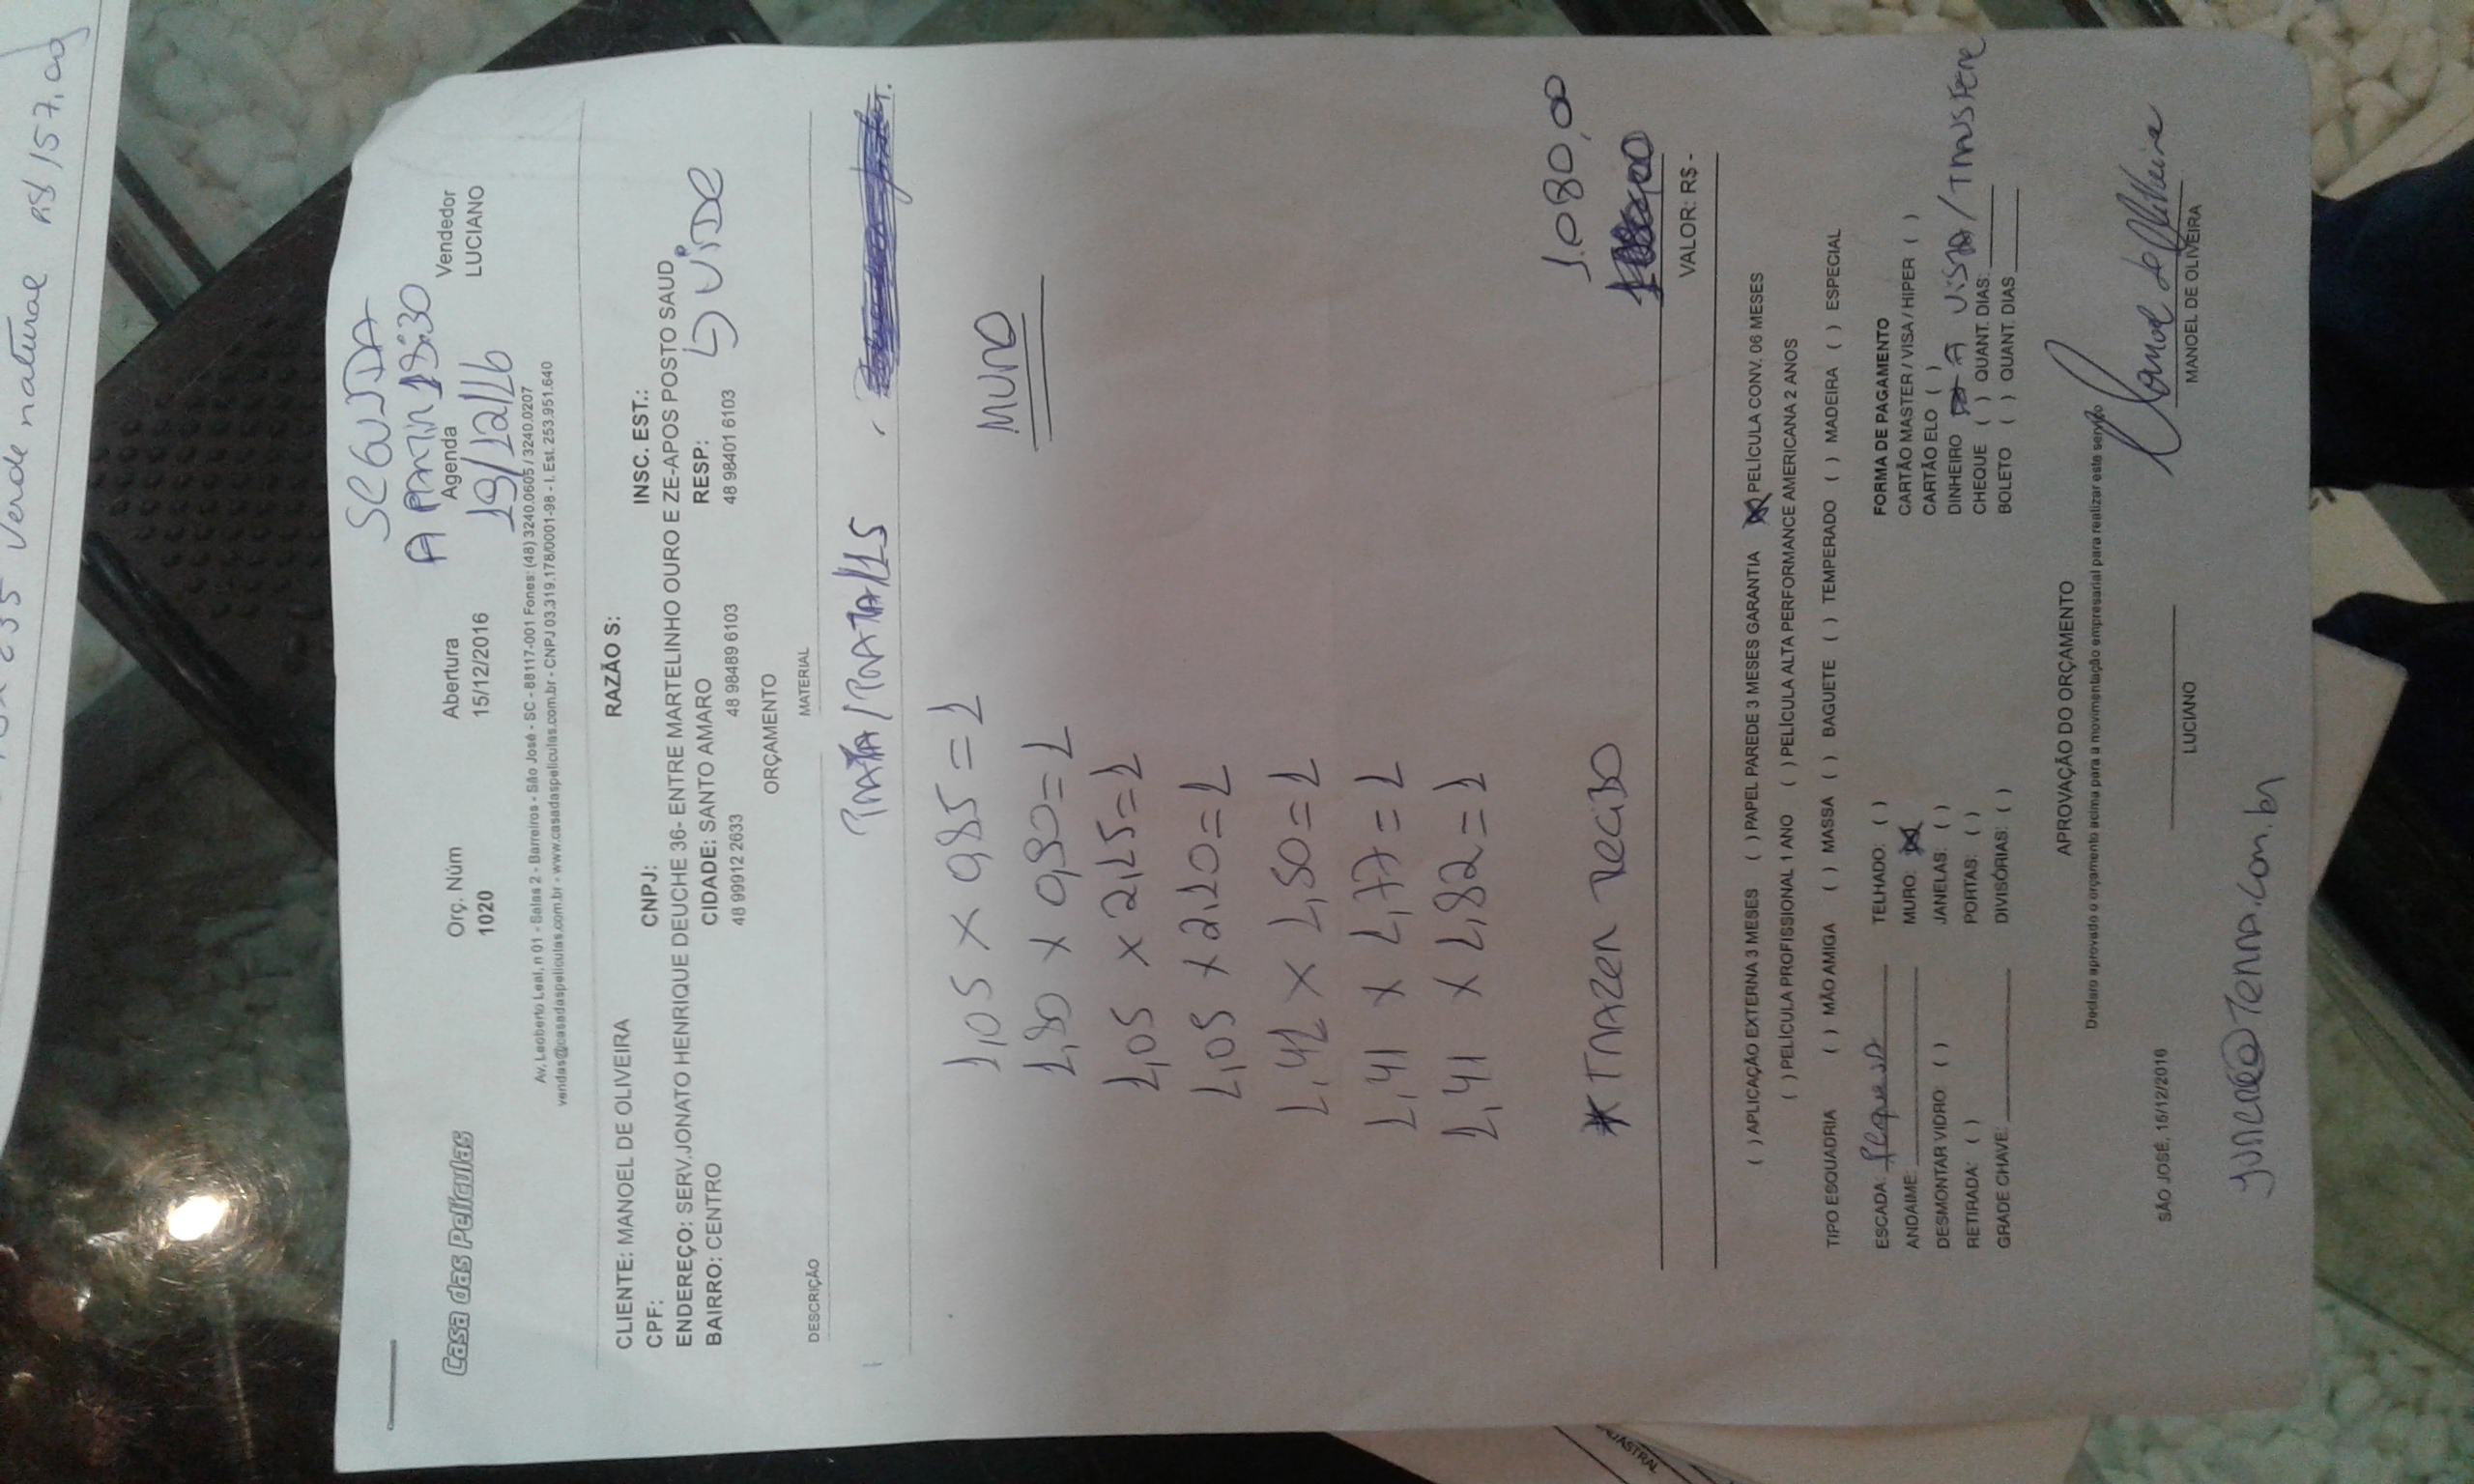 verde natural R$ 157,00
SEGUNDA
A PARTIR 18:30
Casa das Películas
Orç. Núm Abertura Agenda Vendedor
1020 15/12/2016 19/12/16 LUCIANO
Av. Leoberto Leal, n 01 - Salas 2 - Barreiros - São José - SC - 88117-001 Fones: (48) 3240.0605 / 3240.0207
vendas@casadaspeliculas.com.br - www.casadaspeliculas.com.br - CNPJ 03.319.178/0001-98 - I. Est. 253.951.640
CLIENTE: MANOEL DE OLIVEIRA RAZÃO S:
CPF: CNPJ: INSC. EST.:
ENDEREÇO: SERV.JONATO HENRIQUE DEUCHE 36- ENTRE MARTELINHO OURO E ZE-APOS POSTO SAUD
BAIRRO: CENTRO CIDADE: SANTO AMARO RESP:
48 99912 2633 48 98489 6103 48 98401 6103
ORÇAMENTO
DESCRIÇÃO MATERIAL
PRATA/PRATA/15
MURO
1,05 x 0,85 = 1
1,80 x 0,80 = 1
1,05 x 2,15 = 1
1,05 x 2,20 = 1
1,42 x 1,50 = 1
1,41 x 1,77 = 1
1,41 x 1,82 = 1
1.080,00
* TRAZER RECIBO
VALOR: R$ -
( ) APLICAÇÃO EXTERNA 3 MESES ( ) PAPEL PAREDE 3 MESES GARANTIA (X) PELÍCULA CONV. 06 MESES
( ) PELÍCULA PROFISSIONAL 1 ANO ( ) PELÍCULA ALTA PERFORMANCE AMERICANA 2 ANOS
TIPO ESQUADRIA ( ) MÃO AMIGA ( ) MASSA ( ) BAGUETE ( ) TEMPERADO ( ) MADEIRA ( ) ESPECIAL
ESCADA: pequena TELHADO: ( ) FORMA DE PAGAMENTO
ANDAIME: MURO: (X) CARTÃO MASTER / VISA / HIPER ( )
DESMONTAR VIDRO: ( ) JANELAS: ( ) CARTÃO ELO ( )
DINHEIRO A VISTA/
RETIRADA: ( ) PORTAS: ( ) CHEQUE ( ) QUANT. DIAS:
GRADE CHAVE: DIVISÓRIAS: ( ) BOLETO ( ) QUANT. DIAS
APROVAÇÃO DO ORÇAMENTO
Declaro aprovado o orçamento acima para a movimentação empresarial para realizar este serviço
SÃO JOSÉ, 15/12/2016
LUCIANO MANOEL DE OLIVEIRA
ADASTRAL